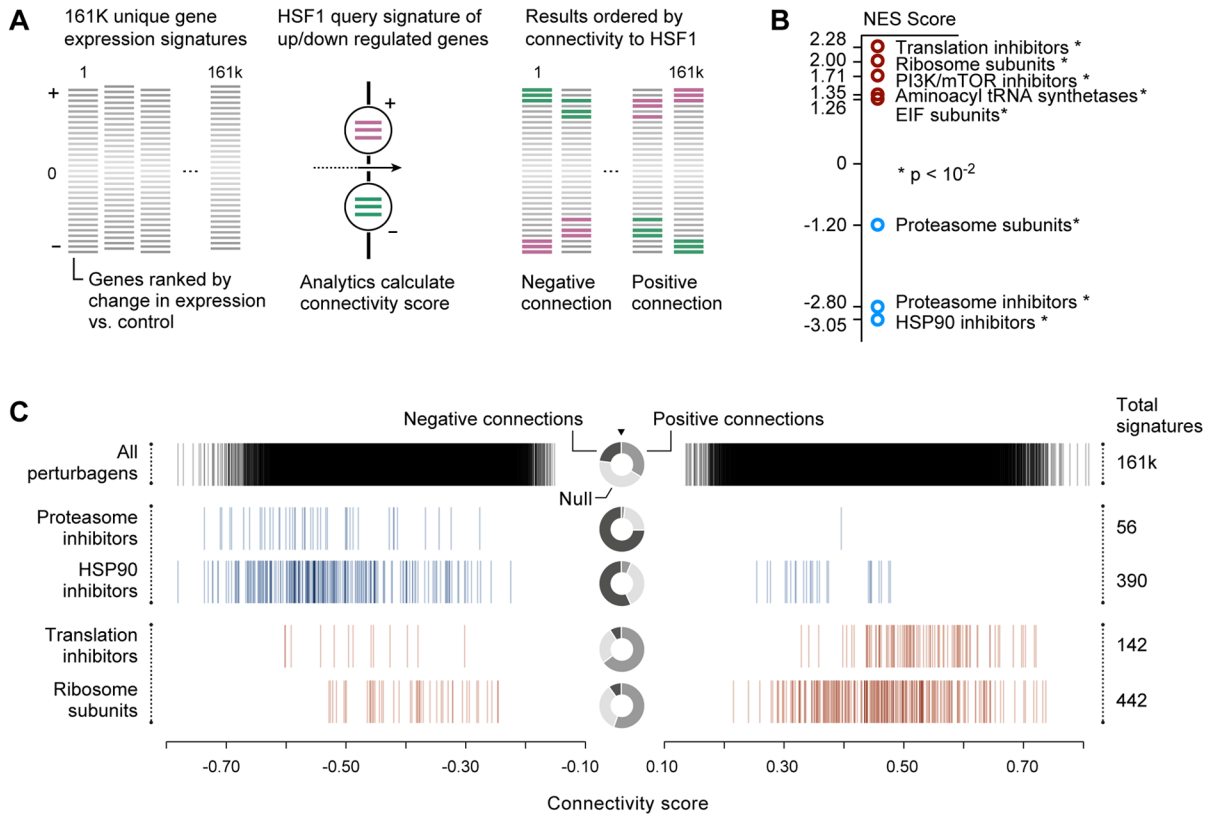 A
161K unique gene
expression signatures
1
161k
+
0
...
–
Genes ranked by
change in expression
vs. control
HSF1 query signature of
up/down regulated genes
+
–
Analytics calculate
connectivity score
Results ordered by
connectivity to HSF1
1
161k
...
Negative
connection
Positive
connection
B
NES Score
2.28
Translation inhibitors *
2.00
Ribosome subunits *
1.71
PI3K/mTOR inhibitors *
1.35
Aminoacyl tRNA synthetases*
1.26
EIF subunits*
0
* p < 10-2
-1.20
Proteasome subunits*
-2.80
Proteasome inhibitors *
-3.05
HSP90 inhibitors *
C
Negative connections
Positive connections
Null
Total
signatures
All
perturbagens
161k
Proteasome
inhibitors
56
HSP90
inhibitors
390
Translation
inhibitors
142
Ribosome
subunits
442
-0.70
-0.50
-0.30
-0.10
0.10
0.30
0.50
0.70
Connectivity score